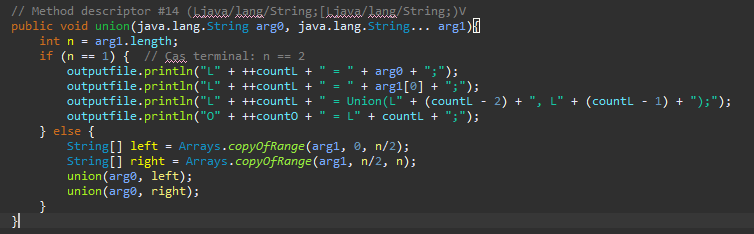 // Method descriptor #14 (Ljava/lang/String;[Ljava/lang/String;)V
public void union(java.lang.String arg0, java.lang.String... arg1){
    int n = arg1.length;
    if (n == 1) {  // Cas terminal: n == 2
        outputfile.println("L" + ++countL + " = " + arg0 + ";");
        outputfile.println("L" + ++countL + " = " + arg1[0] + ";");
        outputfile.println("L" + ++countL + " = Union(L" + (countL - 2) + ", L" + (countL - 1) + ");");
        outputfile.println("O" + ++countO + " = L" + countL + ";");
    } else {
        String[] left = Arrays.copyOfRange(arg1, 0, n/2);
        String[] right = Arrays.copyOfRange(arg1, n/2, n);
        union(arg0, left);
        union(arg0, right);
    }
}